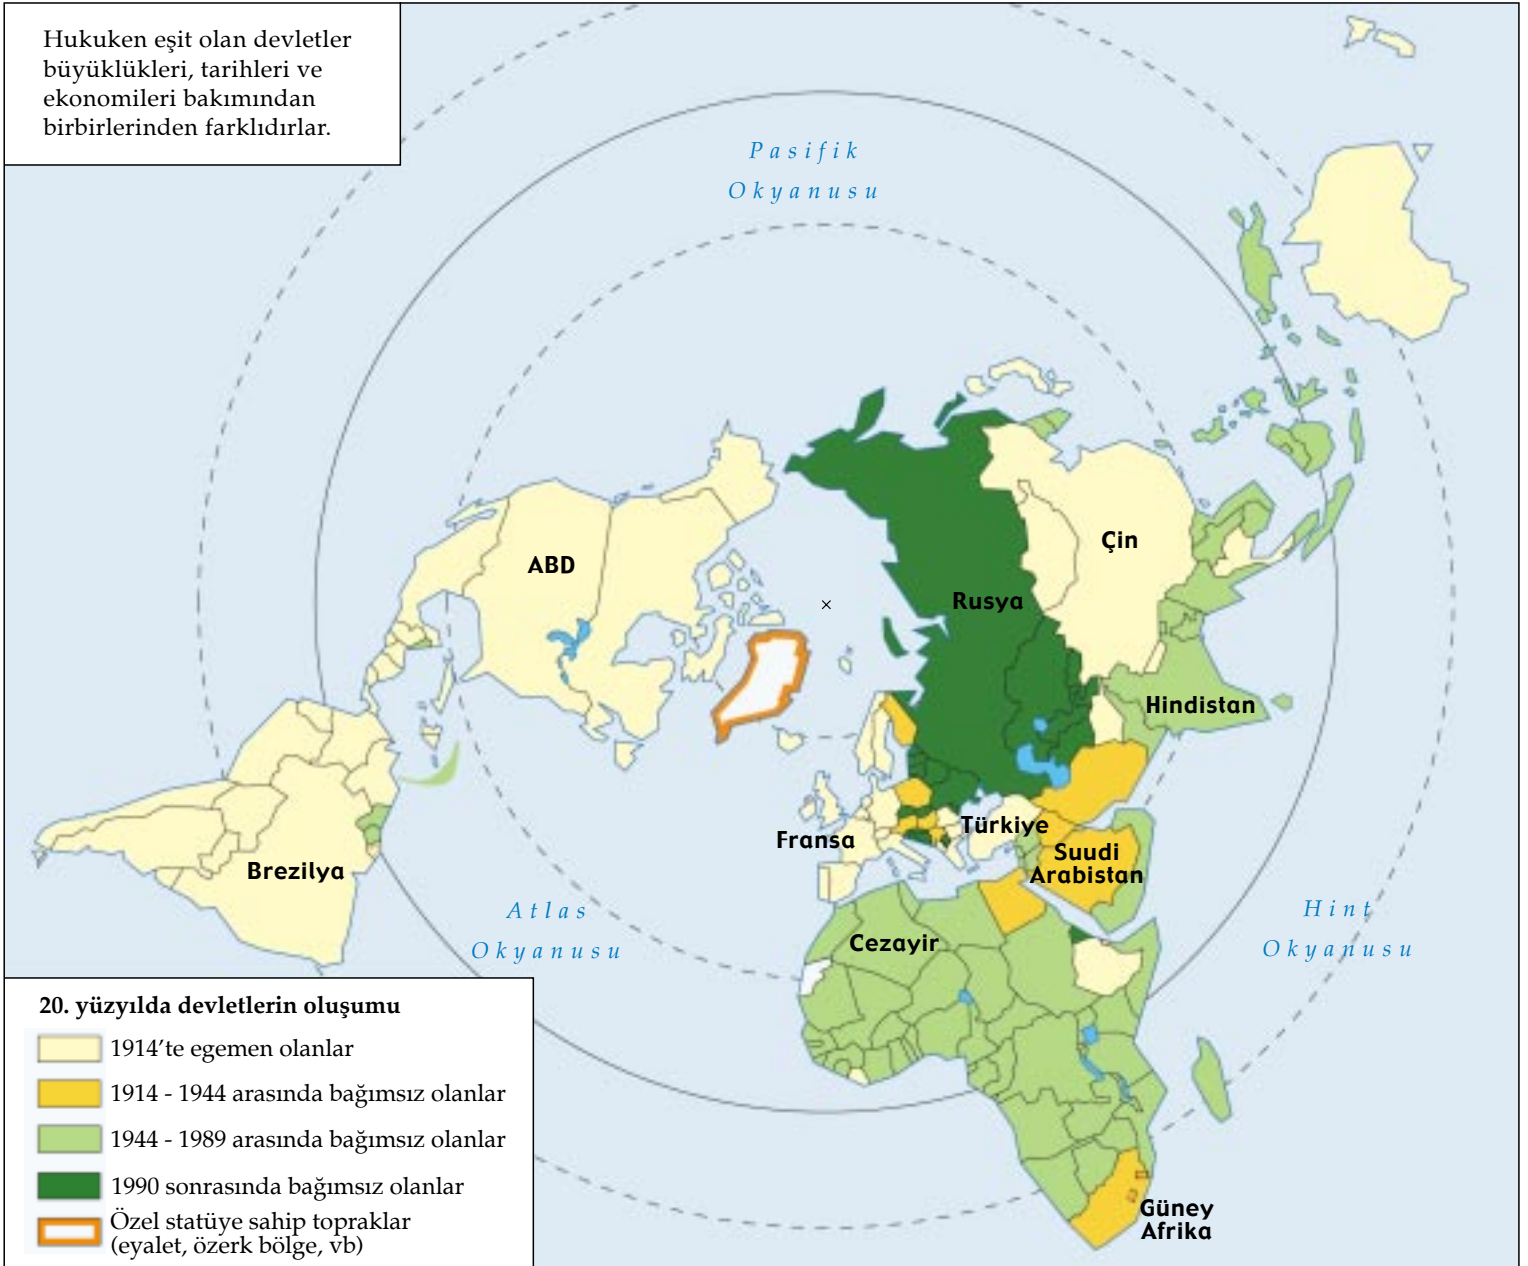 Hukuken eşit olan devletler
büyüklükleri, tarihleri ve
ekonomileri bakımından
birbirlerinden farklıdırlar.
Pasifik
Okyanusu
ABD
Çin
Rusya
Hindistan
Fransa
Türkiye
Suudi
Arabistan
Brezilya
Atlas
Okyanusu
Cezayir
Hint
Okyanusu
Güney
Afrika
20. yüzyılda devletlerin oluşumu
1914’te egemen olanlar
1914 - 1944 arasında bağımsız olanlar
1944 - 1989 arasında bağımsız olanlar
1990 sonrasında bağımsız olanlar
Özel statüye sahip topraklar
(eyalet, özerk bölge, vb)